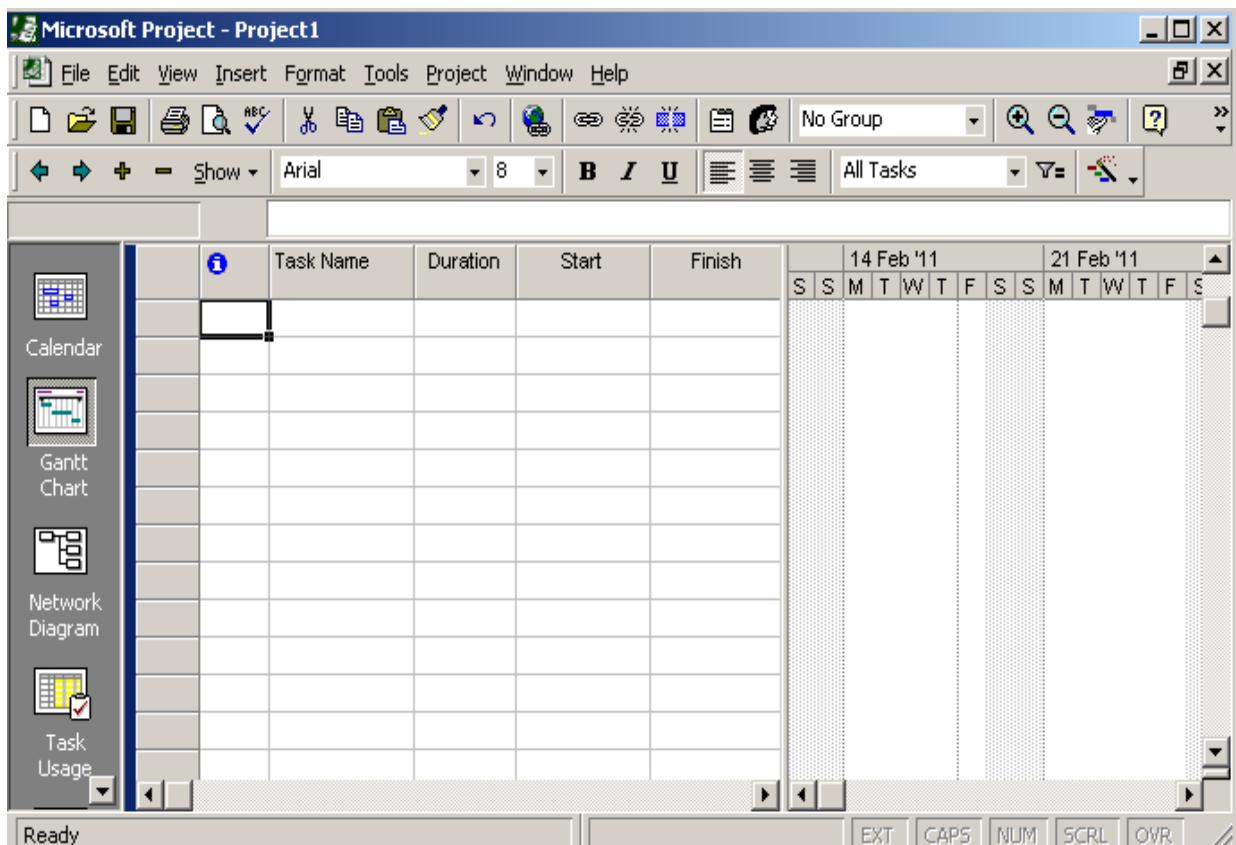 Microsoft Project - Project1
File Edit View Insert Format Tools Project Window Help
ABC No Group
Show Arial 8 B I U All Tasks
Task Name Duration Start Finish 14 Feb '11 21 Feb '11
S S M T W T F S S M T W T F S
Calendar
Gantt
Chart
Network
Diagram
Task
Usage
Ready EXT CAPS NUM SCRL OVR